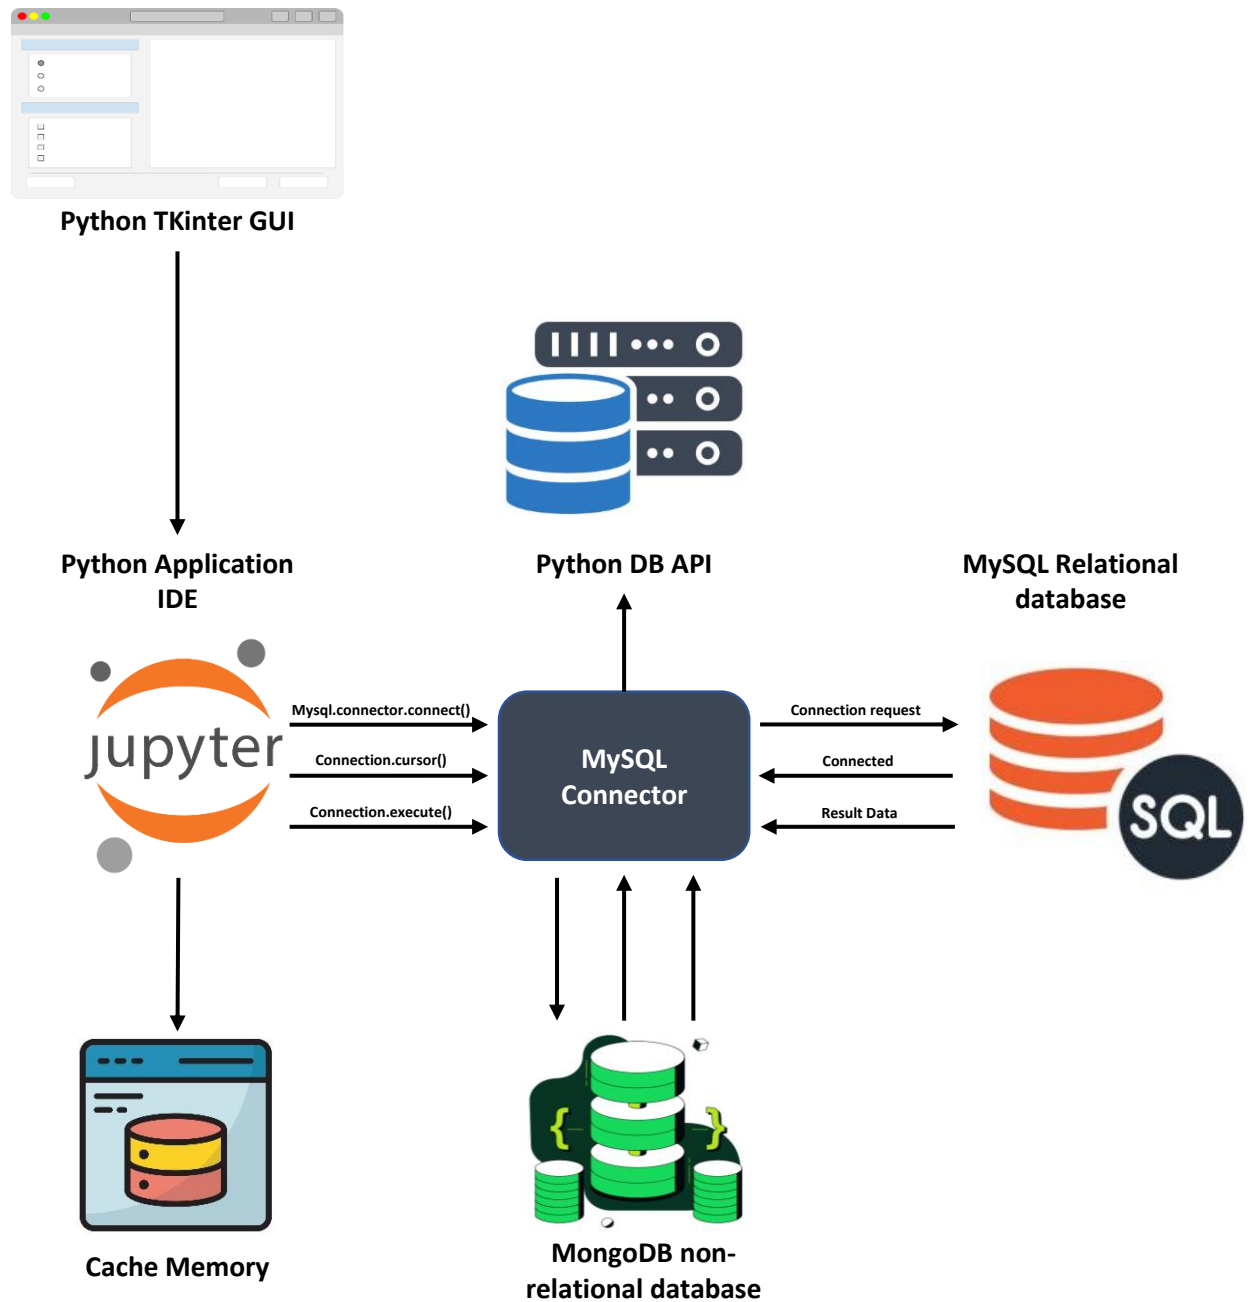 Python TKinter GUI
Python Application
IDE
Python DB API
MySQL Relational
database
jupyter
Mysql.connector.connect()
Connection.cursor()
Connection.execute()
MySQL
Connector
Connection request
Connected
Result Data
SQL
Cache Memory
MongoDB non-
relational database